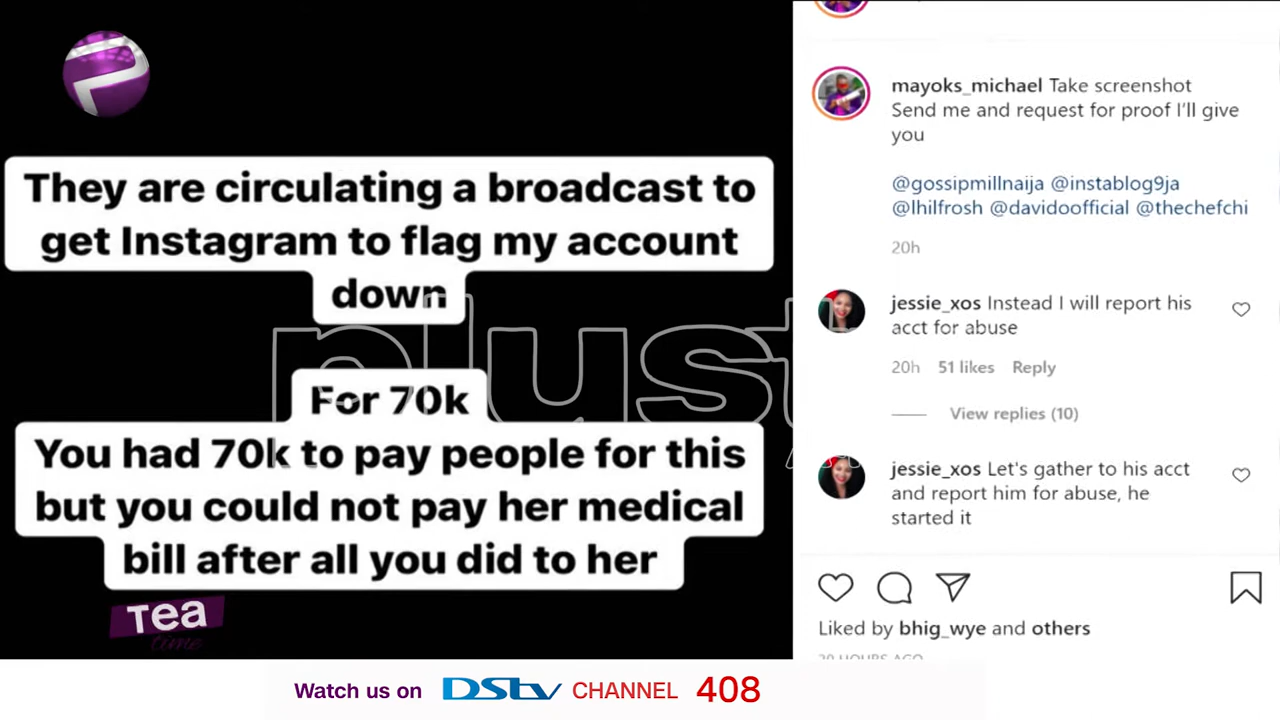 They are circulating a broadcast to
get Instagram to flag my account
down
For 70k
You had 70k to pay people for this
but you could not pay her medical
bill after all you did to her
plust
Tea
time
mayoks_michael Take screenshot
Send me and request for proof I’ll give
you
@gossipmillnaija @instablog9ja
@lhilfrosh @davidoofficial @thechefchi
20h
jessie_xos Instead I will report his
acct for abuse
20h 51 likes Reply
View replies (10)
jessie_xos Let's gather to his acct
and report him for abuse, he
started it
Liked by bhig_wye and others
20 HOURS AGO
Watch us on DStv CHANNEL 408